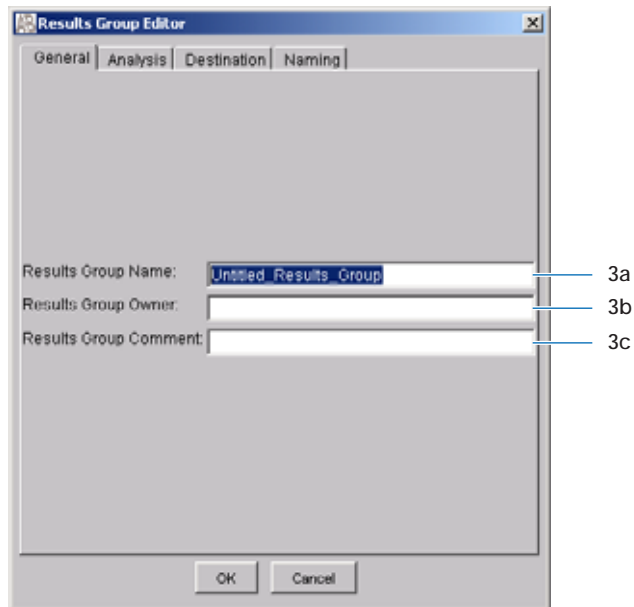 Results Group Editor
General Analysis Destination Naming
Results Group Name: Untitled_Results_Group 3a
Results Group Owner: 3b
Results Group Comment: 3c
OK Cancel